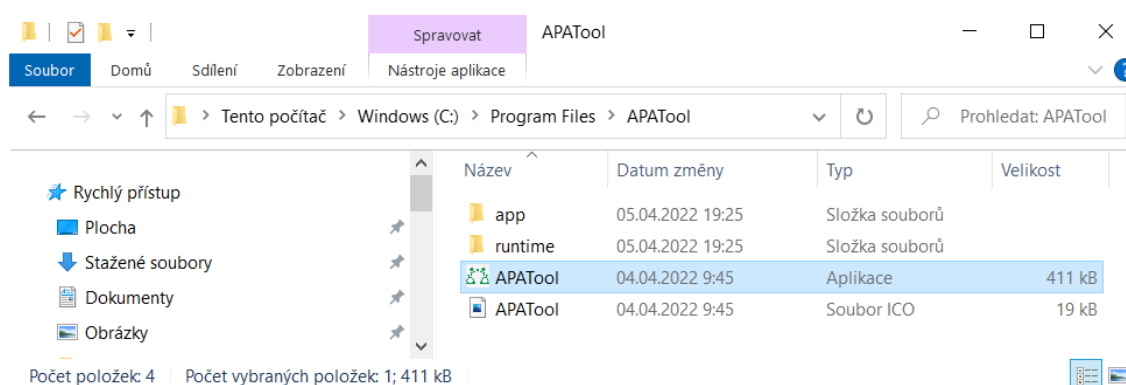 Spravovat APATool
Soubor Domů Sdílení Zobrazení Nástroje aplikace ?
Tento počítač > Windows (C:) > Program Files > APATool Prohledat: APATool
Název Datum změny Typ Velikost
Rychlý přístup
Plocha
Stažené soubory
Dokumenty
Obrázky
app 05.04.2022 19:25 Složka souborů
runtime 05.04.2022 19:25 Složka souborů
APATool 04.04.2022 9:45 Aplikace 411 kB
APATool 04.04.2022 9:45 Soubor ICO 19 kB
Počet položek: 4 Počet vybraných položek: 1; 411 kB